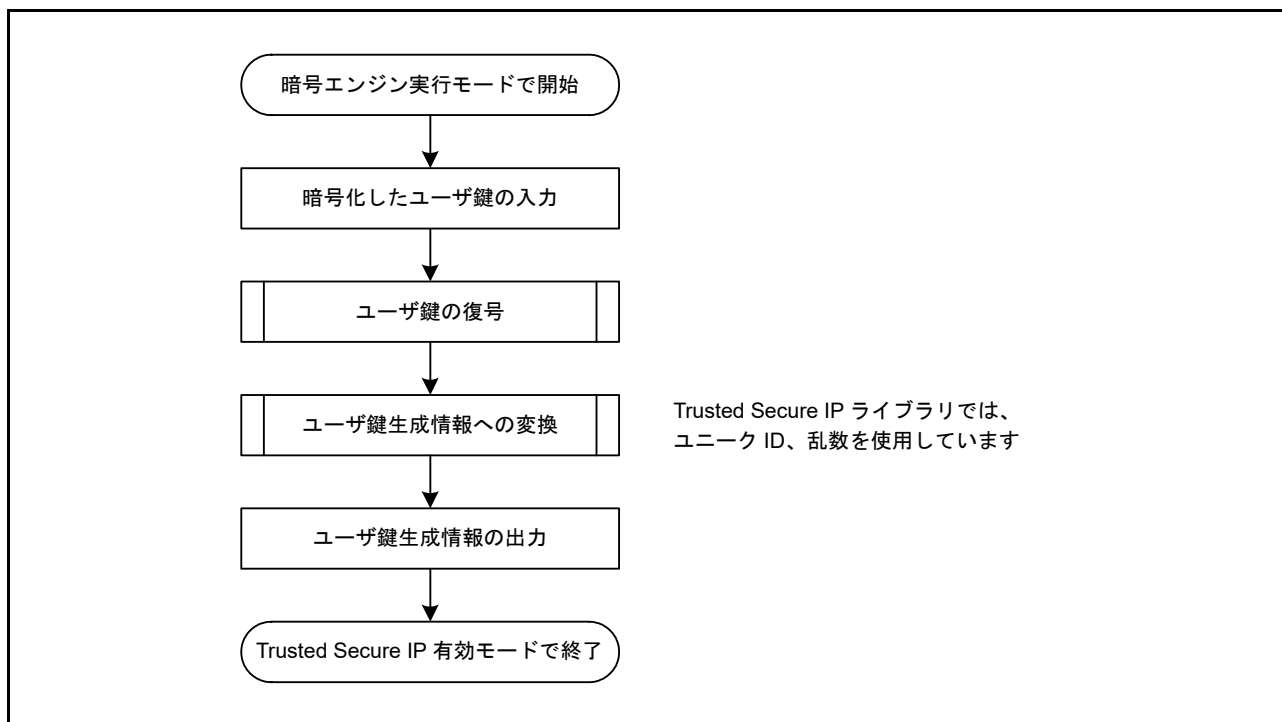 暗号エンジン実行モードで開始
暗号化したユーザ鍵の入力
ユーザ鍵の復号
ユーザ鍵生成情報への変換
Trusted Secure IP ライブラリでは、
ユニーク ID、乱数を使用しています
ユーザ鍵生成情報の出力
Trusted Secure IP 有効モードで終了